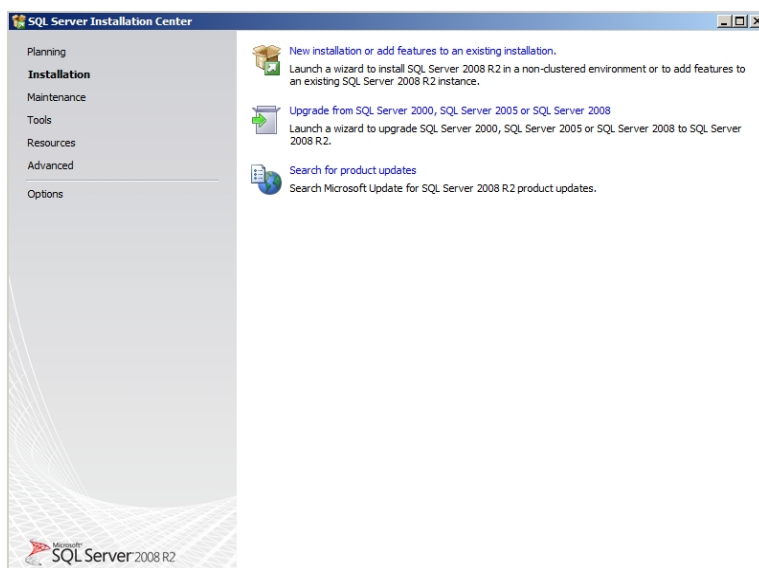 SQL Server Installation Center
Planning
Installation
Maintenance
Tools
Resources
Advanced
Options
New installation or add features to an existing installation.
Launch a wizard to install SQL Server 2008 R2 in a non-clustered environment or to add features to
an existing SQL Server 2008 R2 instance.
Upgrade from SQL Server 2000, SQL Server 2005 or SQL Server 2008
Launch a wizard to upgrade SQL Server 2000, SQL Server 2005 or SQL Server 2008 to SQL Server
2008 R2.
Search for product updates
Search Microsoft Update for SQL Server 2008 R2 product updates.
Microsoft
SQL Server 2008 R2